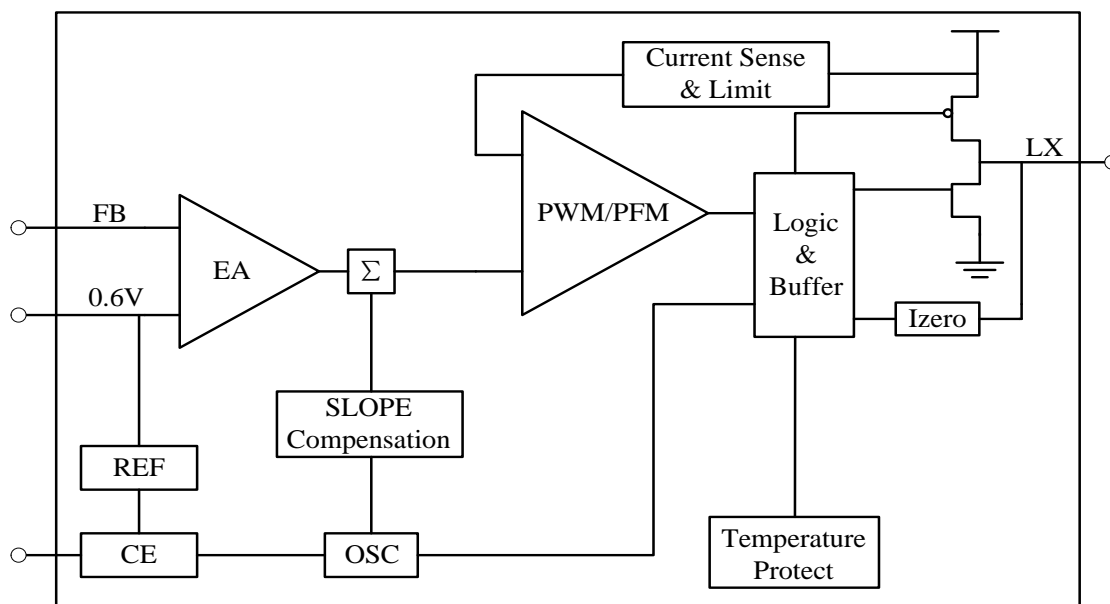 Current Sense
& Limit
LX
FB
PWM/PFM
Logic
&
Buffer
EA
Σ
0.6V
Izero
SLOPE
Compensation
REF
CE
OSC
Temperature
Protect